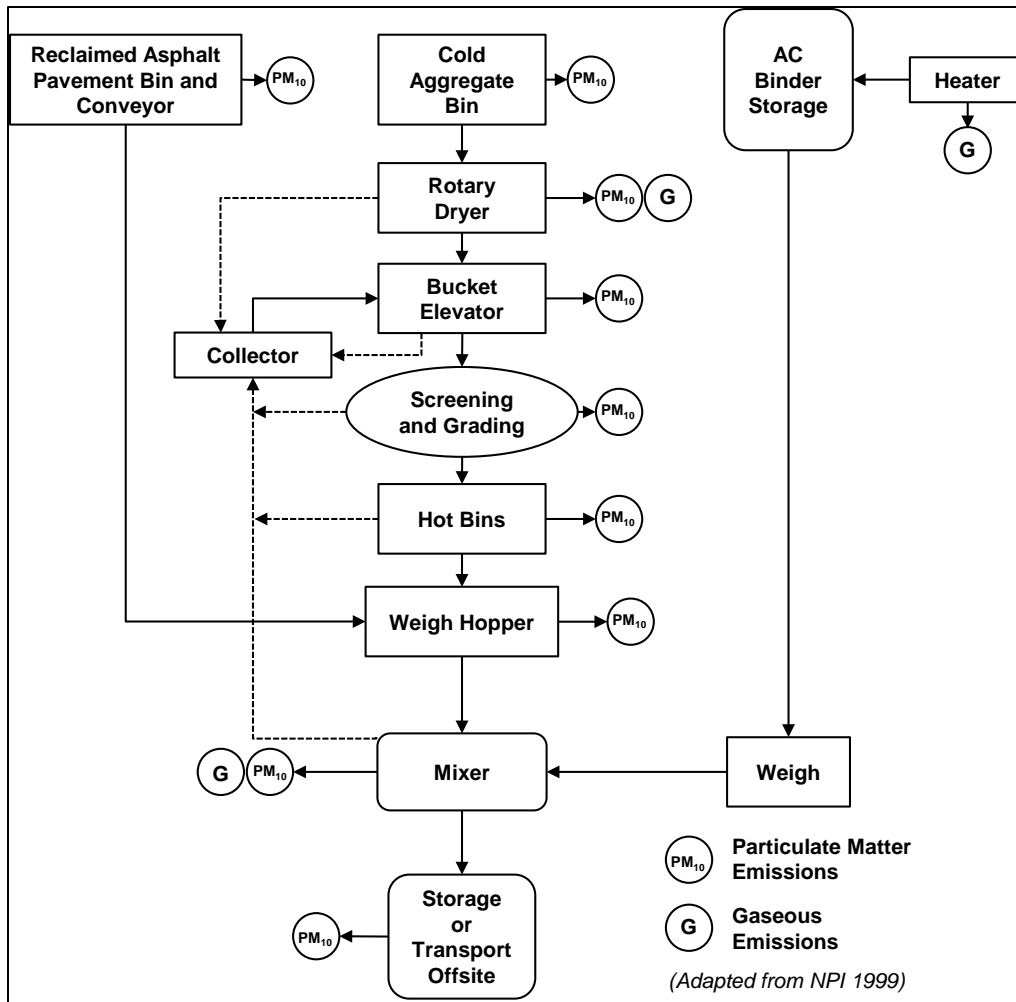 Reclaimed Asphalt
Pavement Bin and
Conveyor
PM₁₀
Cold
Aggregate
Bin
PM₁₀
AC
Binder
Storage
Heater
G
Rotary
Dryer
PM₁₀
G
Bucket
Elevator
PM₁₀
Collector
Screening
and Grading
PM₁₀
Hot Bins
PM₁₀
Weigh Hopper
PM₁₀
G
PM₁₀
Mixer
Weigh
Storage
or
Transport
Offsite
PM₁₀
PM₁₀
Particulate Matter
Emissions
G
Gaseous
Emissions
(Adapted from NPI 1999)